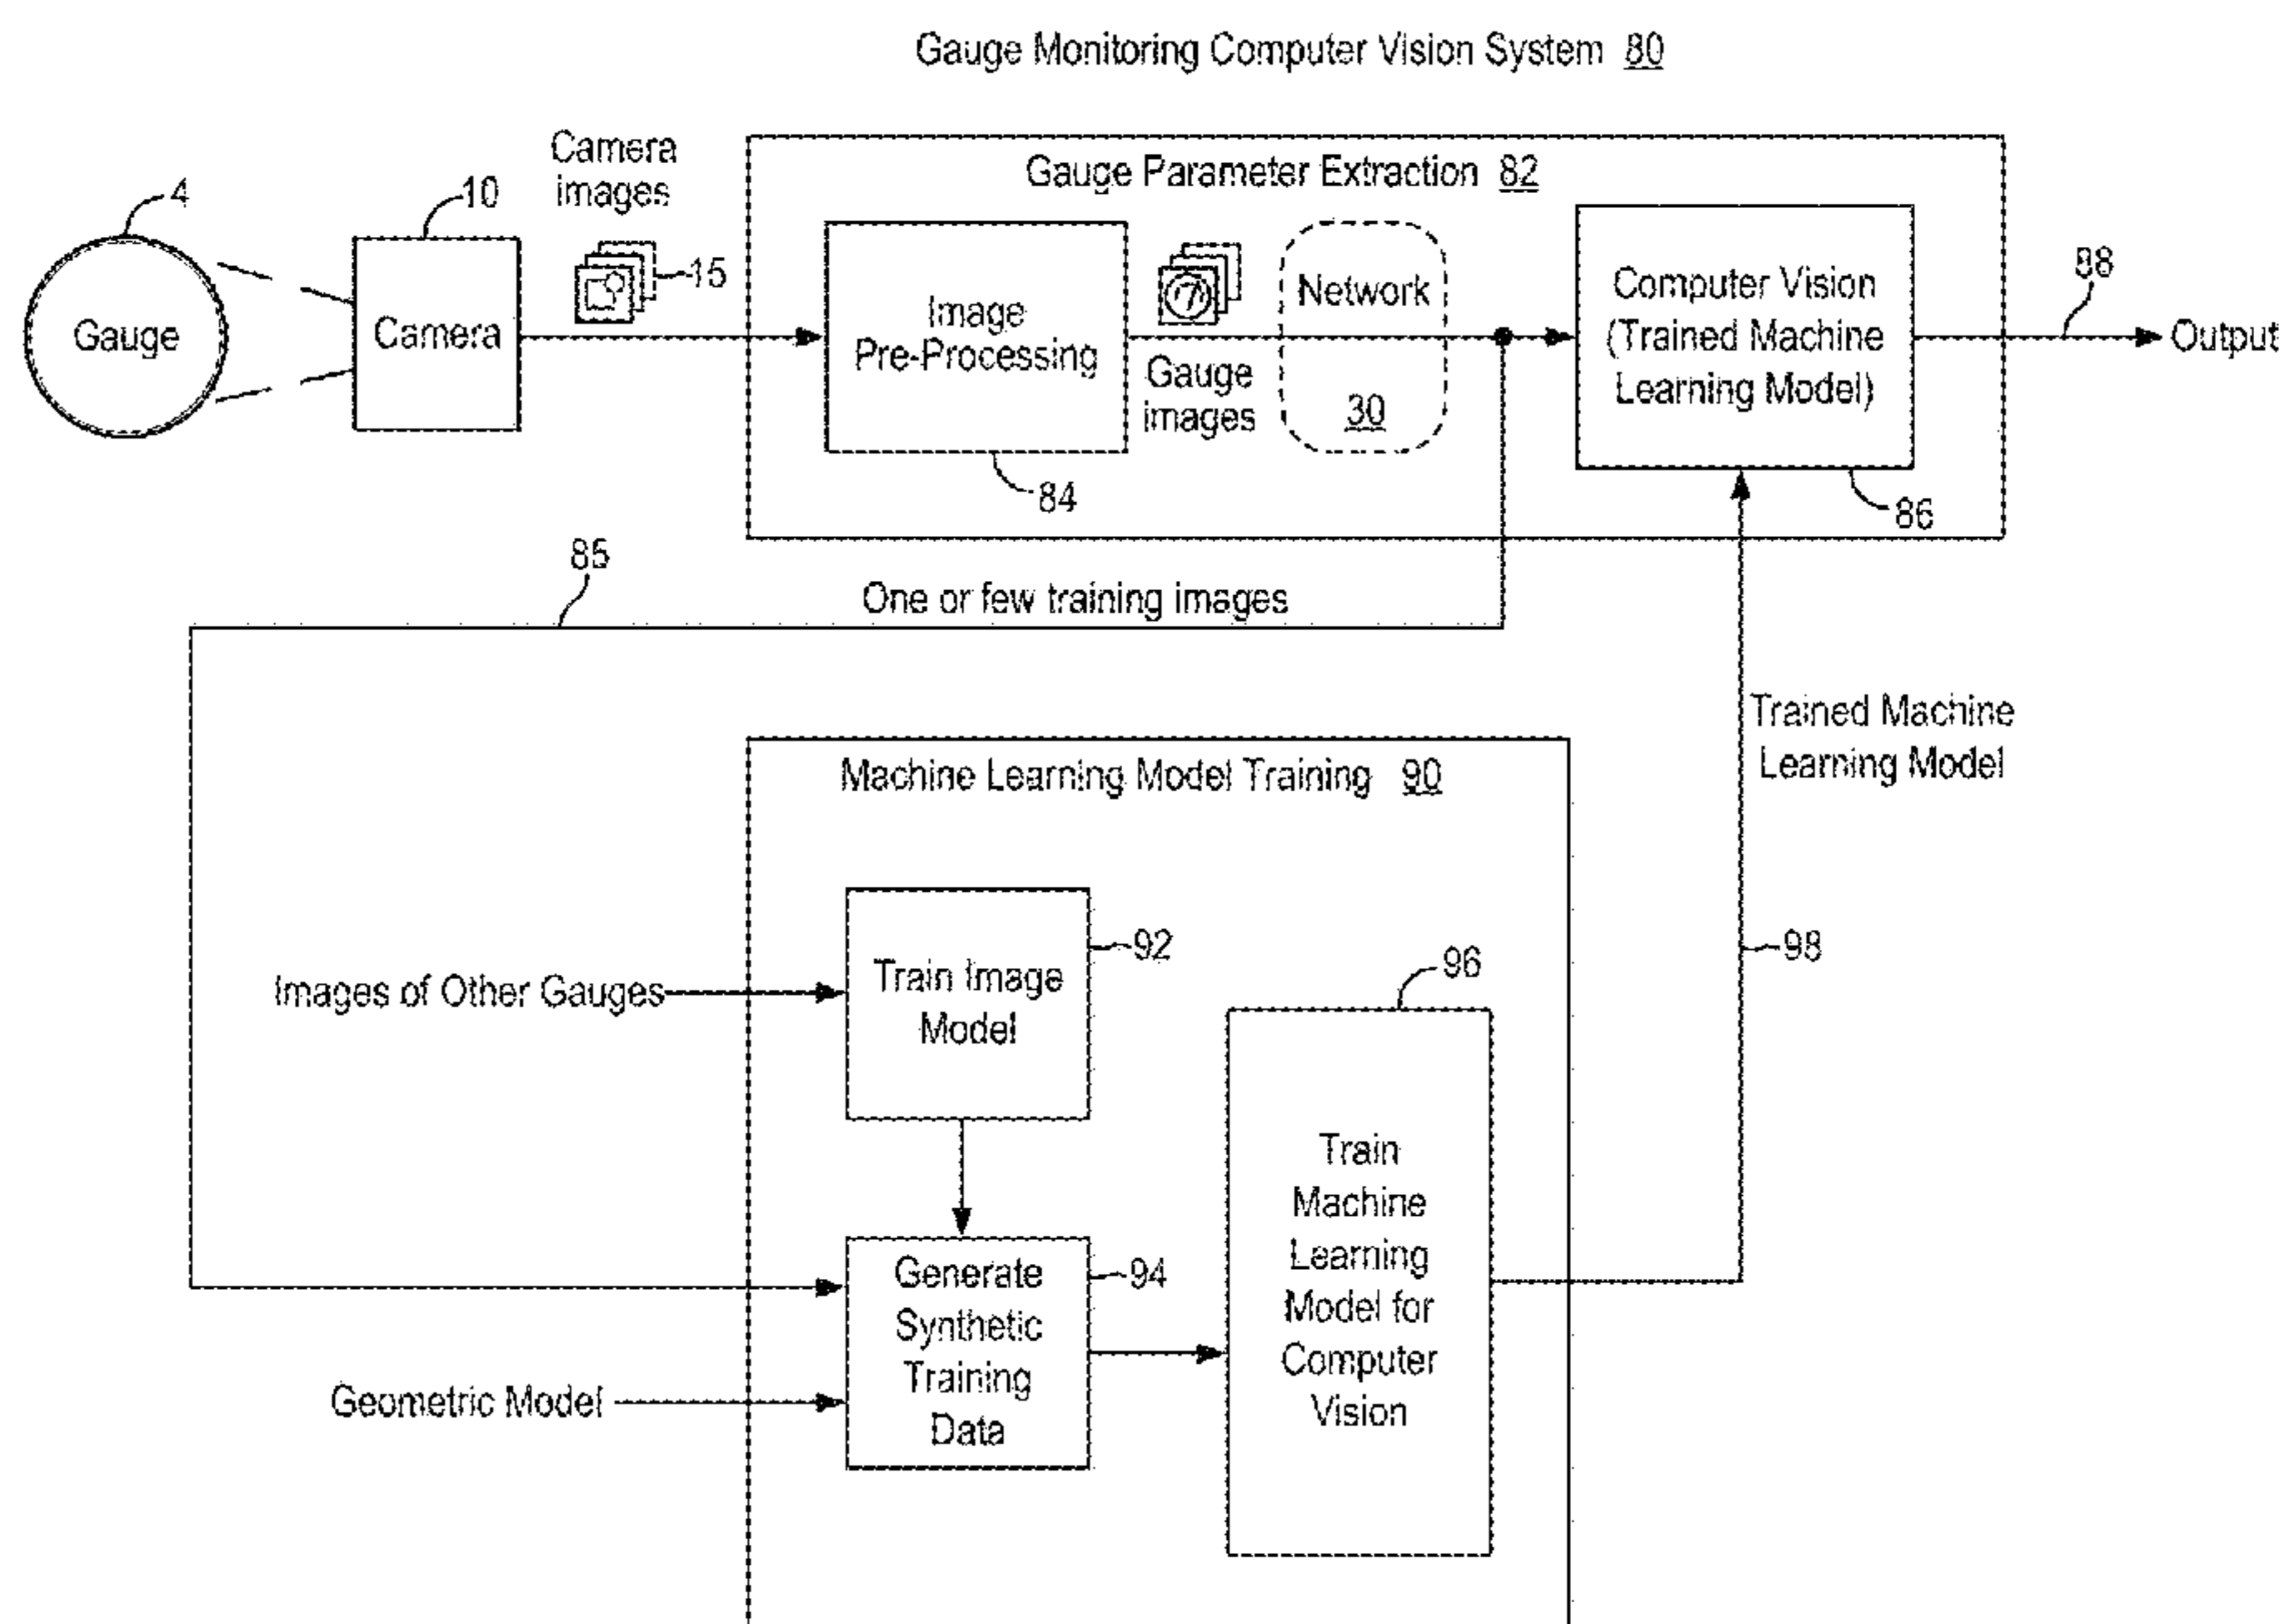 Gauge Monitoring Computer Vision System 80
4
10
Camera
images
15
Gauge
Camera
Gauge Parameter Extraction 82
Image
Pre-Processing
84
Gauge
images
Network
30
Computer Vision
(Trained Machine
Learning Model)
86
88
Output
85
One or few training images
Trained Machine
Learning Model
98
Machine Learning Model Training 90
Images of Other Gauges
Train Image
Model
92
Generate
Synthetic
Training
Data
94
Geometric Model
96
Train
Machine
Learning
Model for
Computer
Vision